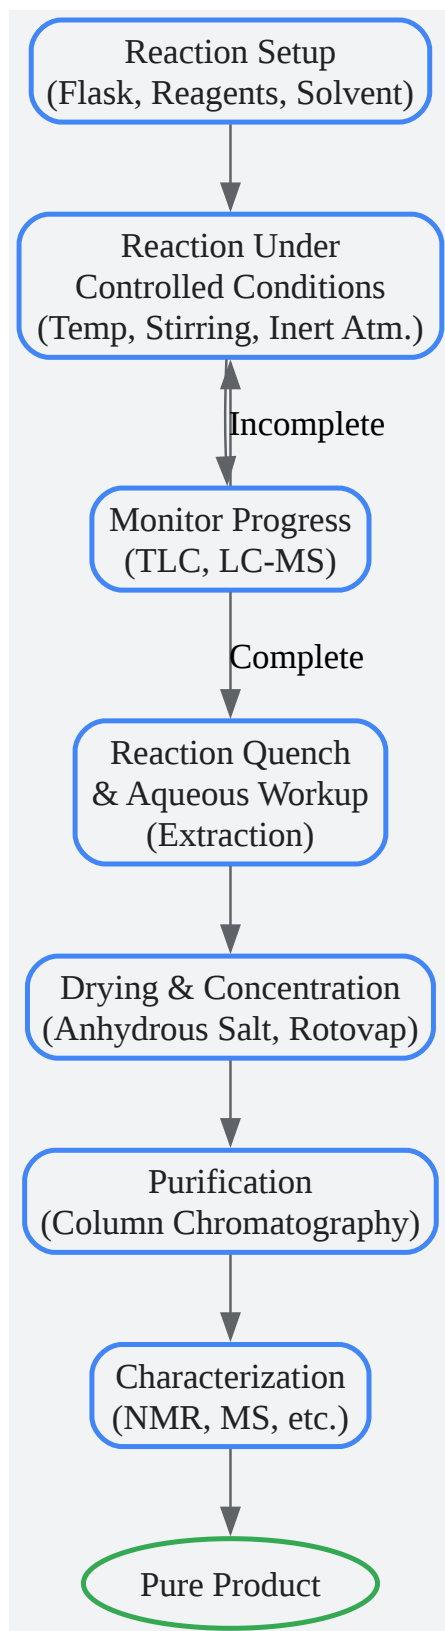 Reaction Setup
(Flask, Reagents, Solvent)
Reaction Under
Controlled Conditions
(Temp, Stirring, Inert Atm.)
Incomplete
Monitor Progress
(TLC, LC-MS)
Complete
Reaction Quench
& Aqueous Workup
(Extraction)
Drying & Concentration
(Anhydrous Salt, Rotovap)
Purification
(Column Chromatography)
Characterization
(NMR, MS, etc.)
Pure Product